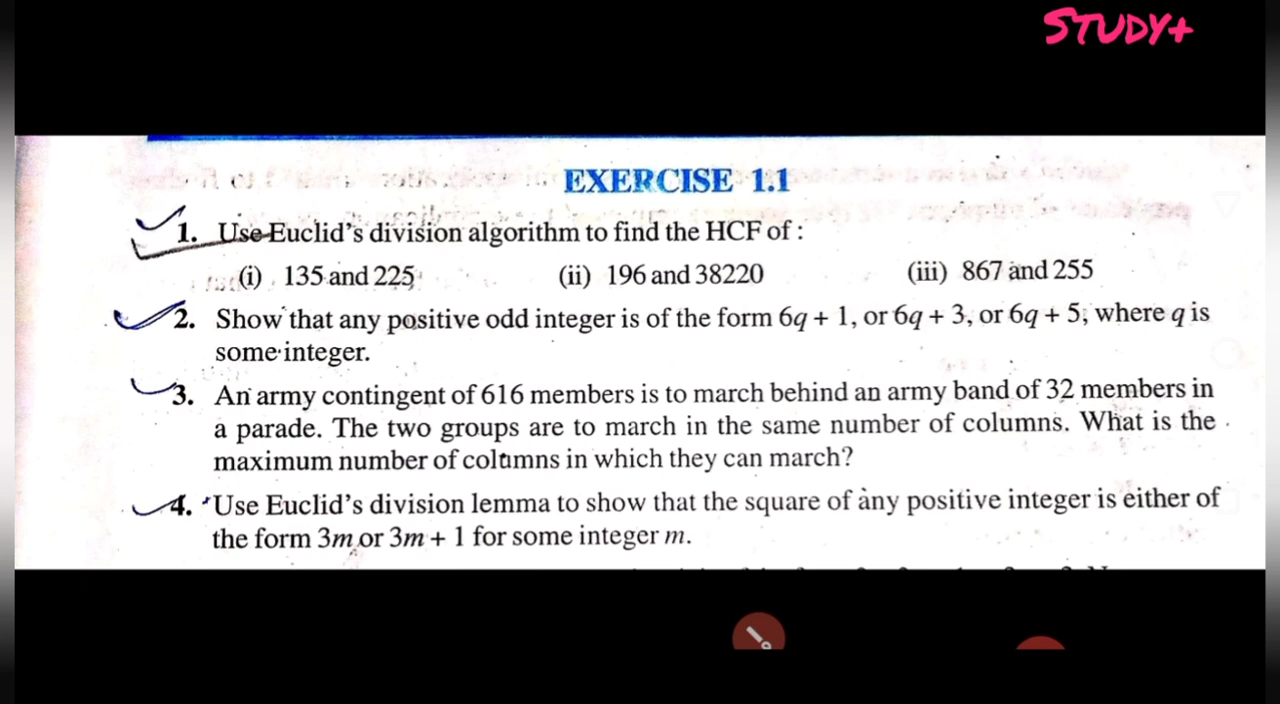 STUDY+
EXERCISE 1.1
1. Use Euclid's division algorithm to find the HCF of :
(i) 135 and 225 (ii) 196 and 38220 (iii) 867 and 255
2. Show that any positive odd integer is of the form 6q + 1, or 6q + 3, or 6q + 5, where q is
some integer.
3. An army contingent of 616 members is to march behind an army band of 32 members in
a parade. The two groups are to march in the same number of columns. What is the
maximum number of columns in which they can march?
4. Use Euclid's division lemma to show that the square of any positive integer is either of
the form 3m or 3m + 1 for some integer m.